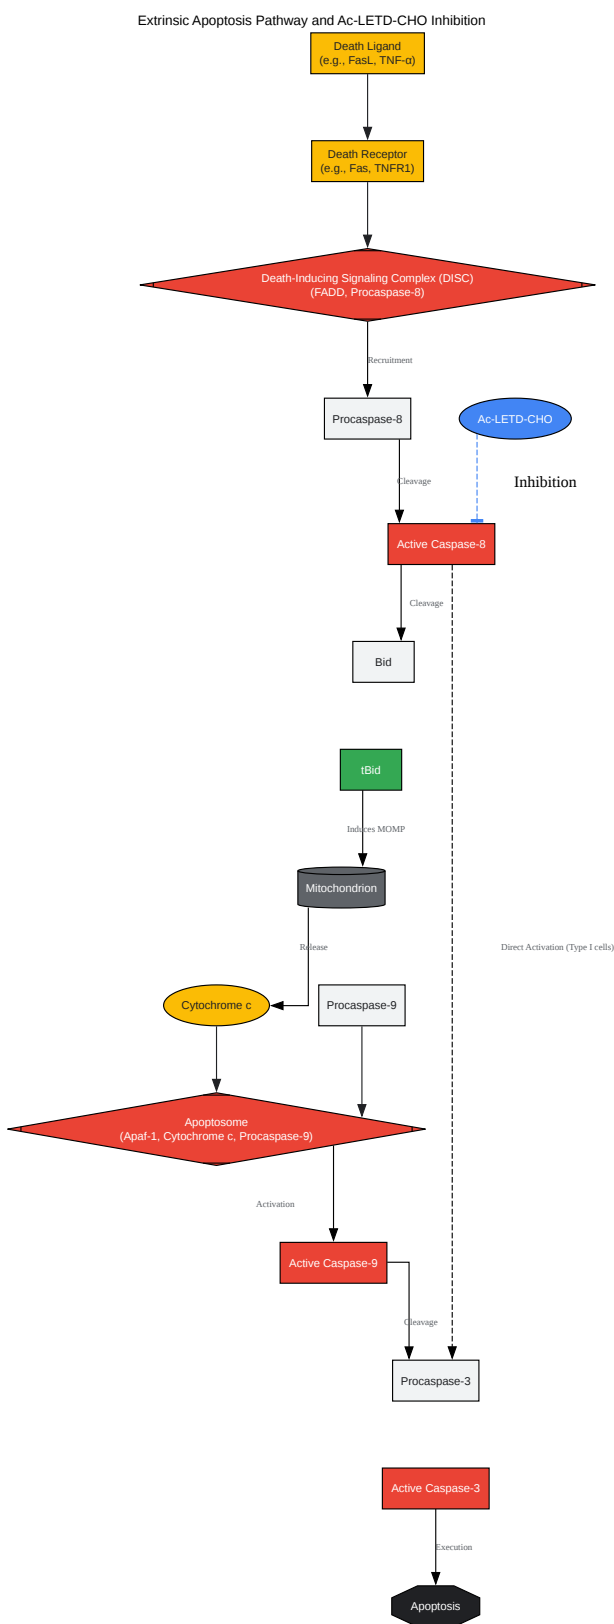 Extrinsic Apoptosis Pathway and Ac-LETD-CHO Inhibition
Death Ligand
(e.g., FasL, TNF-α)
Death Receptor
(e.g., Fas, TNFR1)
Death-Inducing Signaling Complex (DISC)
(FADD, Procaspase-8)
Recruitment
Procaspase-8
Ac-LETD-CHO
Cleavage
Inhibition
Active Caspase-8
Cleavage
Bid
tBid
Induces MOMP
Mitochondrion
Release
Direct Activation (Type I cells)
Cytochrome c
Procaspase-9
Apoptosome
(Apaf-1, Cytochrome c, Procaspase-9)
Activation
Active Caspase-9
Cleavage
Procaspase-3
Active Caspase-3
Execution
Apoptosis